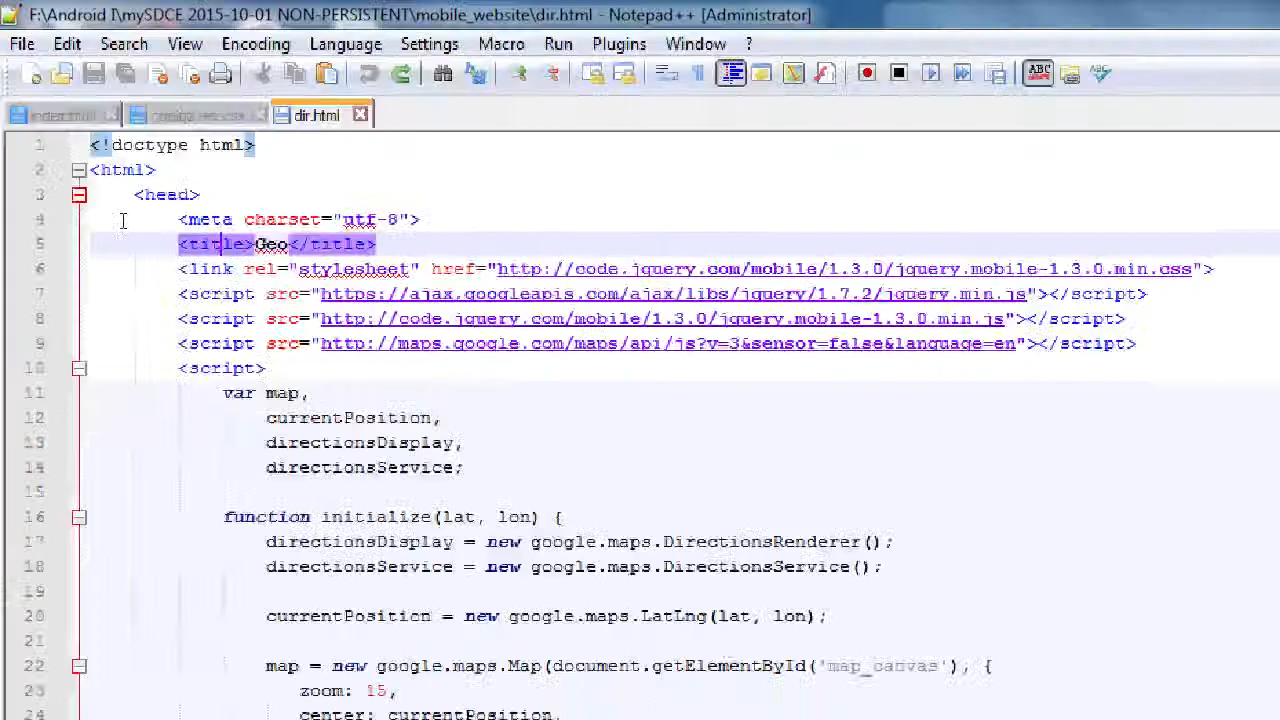 F:\Android I\mySDCE 2015-10-01 NON-PERSISTENT\mobile_website\dir.html - Notepad++ [Administrator]
File Edit Search View Encoding Language Settings Macro Run Plugins Window ?
ABC ABC
index.html dir.html
1 <!doctype html>
2 <html>
3 <head>
4 <meta charset="utf-8">
5 <title>Geo</title>
6 <link rel="stylesheet" href="http://code.jquery.com/mobile/1.3.0/jquery.mobile-1.3.0.min.css">
7 <script src="https://ajax.googleapis.com/ajax/libs/jquery/1.7.2/jquery.min.js"></script>
8 <script src="http://code.jquery.com/mobile/1.3.0/jquery.mobile-1.3.0.min.js"></script>
9 <script src="http://maps.google.com/maps/api/js?v=3&sensor=false&language=en"></script>
10 <script>
11 var map,
12 currentPosition,
13 directionsDisplay,
14 directionsService;
15
16 function initialize(lat, lon) {
17 directionsDisplay = new google.maps.DirectionsRenderer();
18 directionsService = new google.maps.DirectionsService();
19
20 currentPosition = new google.maps.LatLng(lat, lon);
21
22 map = new google.maps.Map(document.getElementById('map_canvas'), {
23 zoom: 15,
24 center: currentPosition,